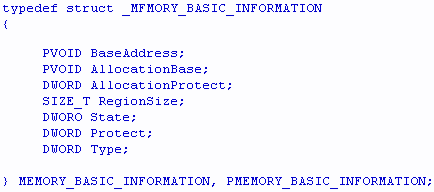 typedef struct _MFMORY_BASIC_INFORMATION
{
PVOID BaseAddress;
PVOID AllocationBase;
DWORD AllocationProtect;
SIZE_T RegionSize;
DWORO State;
DWORD Protect;
DWORD Type;
} MEMORY_BASIC_INFORMATION, PMEMORY_BASIC_INFORMATION;